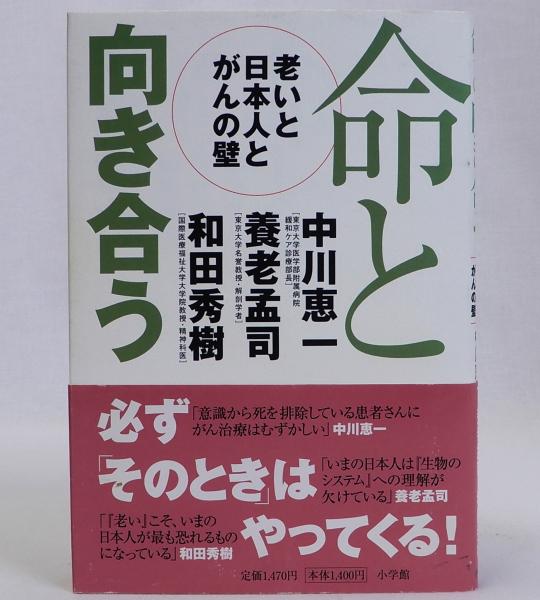 命と
向き合う
老いと
日本人と
がんの壁
中川恵一
[東京大学医学部附属病院
緩和ケア診療部長]
養老孟司
[東京大学名誉教授・解剖学者]
和田秀樹
[国際医療福祉大学大学院教授・精神科医]
必ず
「意識から死を排除している患者さんに
がん治療はむずかしい」中川恵一
「そのとき」は
「いまの日本人は『生物の
システム』への理解が
欠けている」養老孟司
「『老い』こそ、いまの
日本人が最も恐れるもの
になっている」和田秀樹
やってくる!
定価1,470円 本体1,400円 小学館
がんの壁